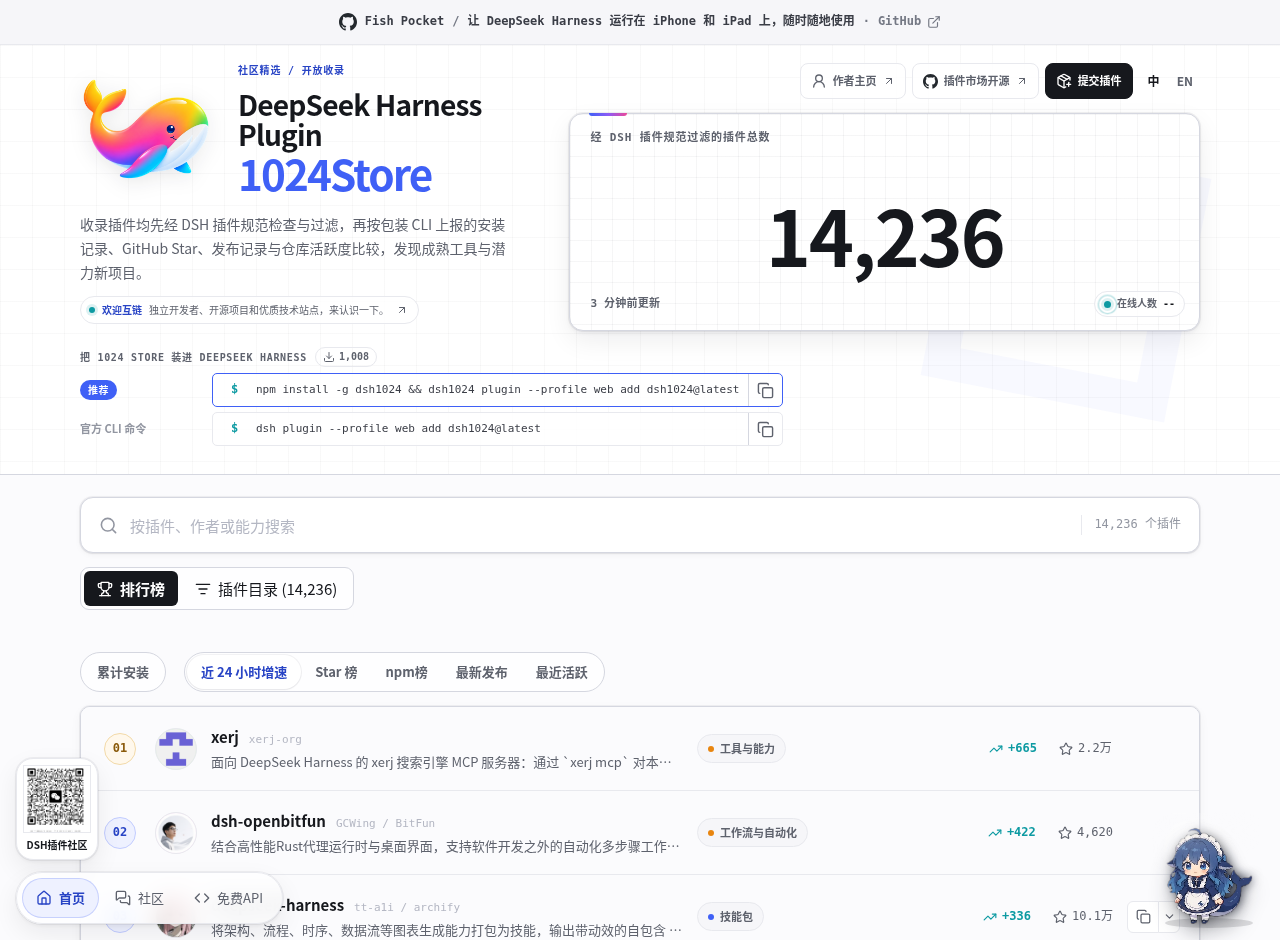 Fish Pocket / 让 DeepSeek Harness 运行在 iPhone 和 iPad 上，随时随地使用 · GitHub
社区精选 / 开放收录
DeepSeek Harness
Plugin
1024Store
收录插件均先经 DSH 插件规范检查与过滤，再按包装 CLI 上报的安装
记录、GitHub Star、发布记录与仓库活跃度比较，发现成熟工具与潜
力新项目。
欢迎互链 独立开发者、开源项目和优质技术站点，来认识一下。
作者主页
插件市场开源
提交插件
中
EN
经 DSH 插件规范过滤的插件总数
14,236
3 分钟前更新
在线人数 --
把 1024 STORE 装进 DEEPSEEK HARNESS
1,008
推荐
$ npm install -g dsh1024 && dsh1024 plugin --profile web add dsh1024@latest
官方 CLI 命令
$ dsh plugin --profile web add dsh1024@latest
按插件、作者或能力搜索
14,236 个插件
排行榜
插件目录 (14,236)
累计安装
近 24 小时增速
Star 榜
npm榜
最新发布
最近活跃
01
xerj xerj-org
面向 DeepSeek Harness 的 xerj 搜索引擎 MCP 服务器：通过 `xerj mcp` 对本…
工具与能力
+665
2.2万
02
dsh-openbitfun GCWing / BitFun
结合高性能Rust代理运行时与桌面界面，支持软件开发之外的自动化多步骤工作…
工作流与自动化
+422
4,620
-harness tt-a1i / archify
将架构、流程、时序、数据流等图表生成能力打包为技能，输出带动效的自包含 …
技能包
+336
10.1万
DSH插件社区
首页
社区
免费API